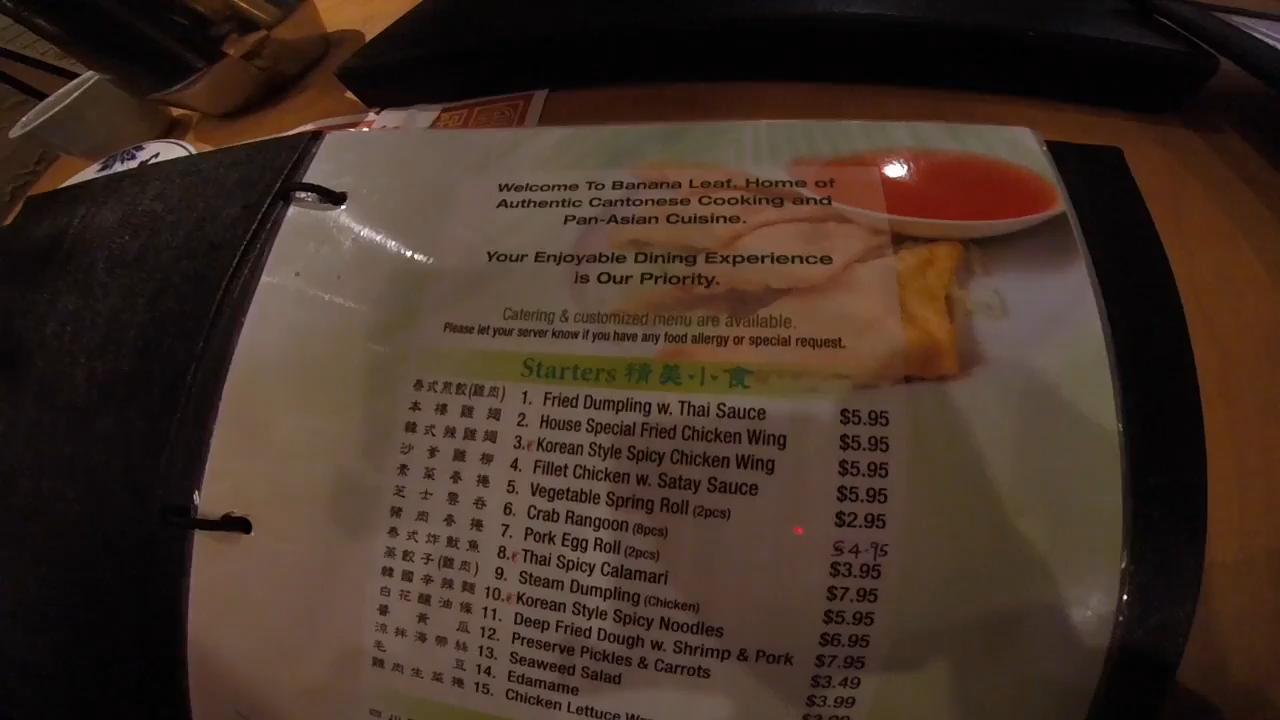 Welcome To Banana Leaf, Home of
Authentic Cantonese Cooking and
Pan-Asian Cuisine.
Your Enjoyable Dining Experience
is Our Priority.
Catering & customized menu are available.
Please let your server know if you have any food allergy or special request.
Starters 精美小食
泰式煎餃(雞肉) 1. Fried Dumpling w. Thai Sauce $5.95
本樓雞翅 2. House Special Fried Chicken Wing $5.95
韓式辣雞翅 3. Korean Style Spicy Chicken Wing $5.95
沙爹雞柳 4. Fillet Chicken w. Satay Sauce $5.95
素菜春捲 5. Vegetable Spring Roll (2pcs) $2.95
芝士雲吞 6. Crab Rangoon (8pcs) $4.95
豬肉春捲 7. Pork Egg Roll (2pcs) $3.95
泰式炸魷魚 8. Thai Spicy Calamari $7.95
蒸餃子(雞肉) 9. Steam Dumpling (Chicken) $5.95
韓國辛辣麵 10. Korean Style Spicy Noodles $6.95
百花釀油條 11. Deep Fried Dough w. Shrimp & Pork $7.95
醬黃瓜 12. Preserve Pickles & Carrots $3.49
涼拌海帶絲 13. Seaweed Salad $3.99
毛豆 14. Edamame
雞肉生菜捲 15. Chicken Lettuce